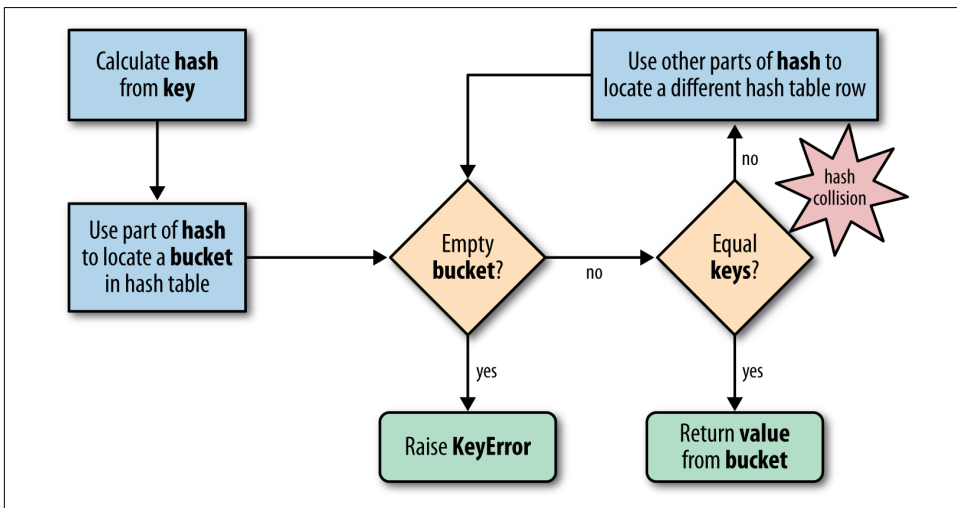 Calculate hash
from key
Use part of hash
to locate a bucket
in hash table
Empty
bucket?
yes
Raise KeyError
no
Equal
keys?
yes
Return value
from bucket
no
hash
collision
Use other parts of hash to
locate a different hash table row